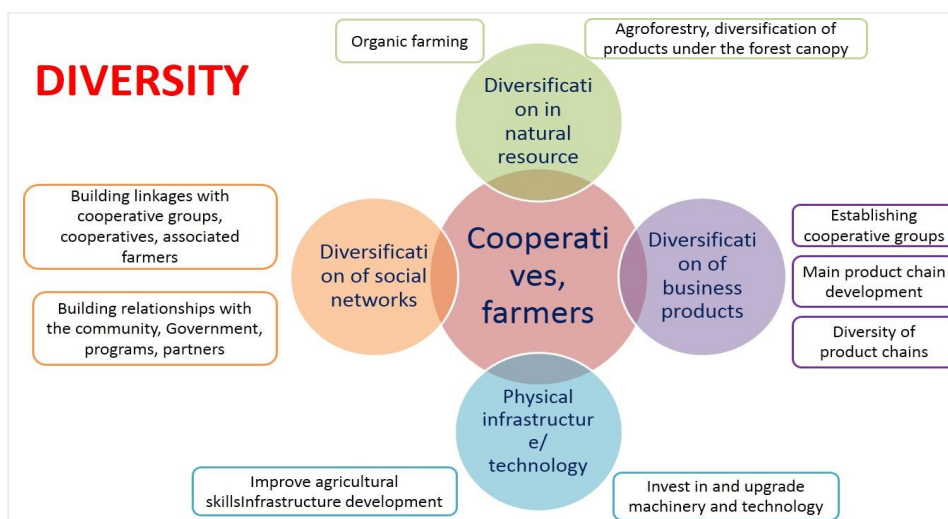 DIVERSITY
Organic farming
Agroforestry, diversification of
products under the forest canopy
Diversificati
on in
natural
resource
Building linkages with
cooperative groups,
cooperatives, associated
farmers
Building relationships with
the community, Government,
programs, partners
Diversificati
on of social
networks
Cooperati
ves,
farmers
Diversificati
on of
business
products
Establishing
cooperative groups
Main product chain
development
Diversity of
product chains
Physical
infrastructur
e/
technology
Improve agricultural
skillsInfrastructure development
Invest in and upgrade
machinery and technology